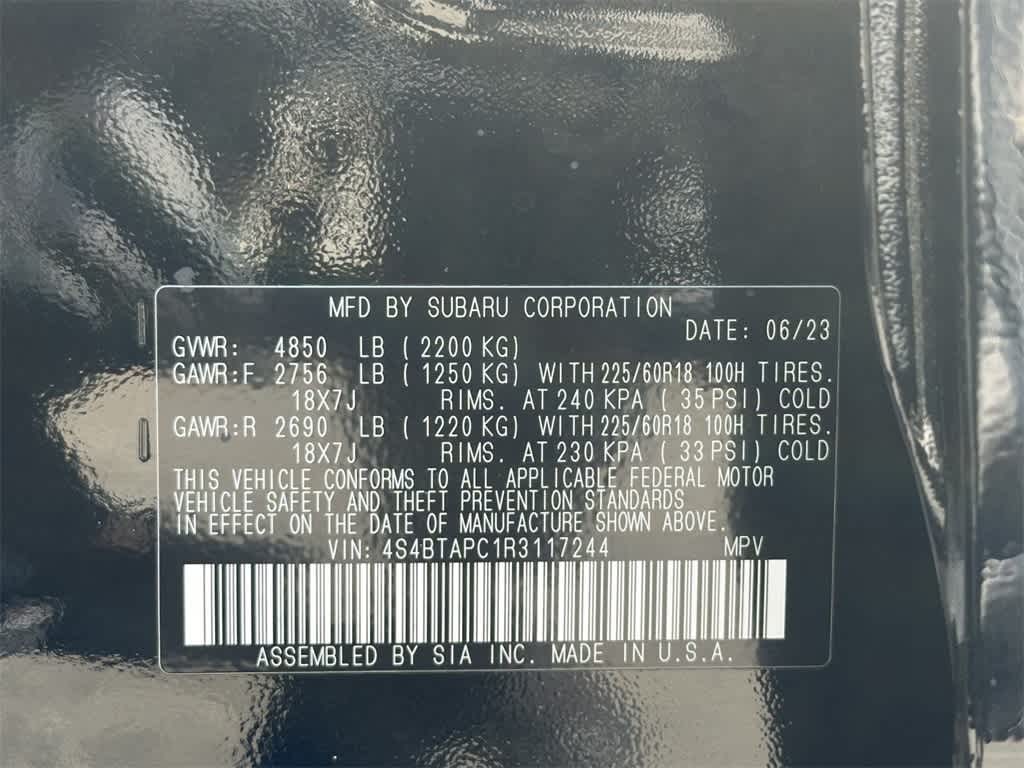 MFD BY SUBARU CORPORATION
DATE: 06/23
GVWR: 4850 LB ( 2200 KG)
GAWR:F 2756 LB ( 1250 KG) WITH 225/60R18 100H TIRES.
18X7J RIMS. AT 240 KPA ( 35 PSI) COLD
GAWR:R 2690 LB ( 1220 KG) WITH 225/60R18 100H TIRES.
18X7J RIMS. AT 230 KPA ( 33 PSI) COLD
THIS VEHICLE CONFORMS TO ALL APPLICABLE FEDERAL MOTOR
VEHICLE SAFETY AND THEFT PREVENTION STANDARDS
IN EFFECT ON THE DATE OF MANUFACTURE SHOWN ABOVE.
VIN: 4S4BTAPC1R3117244 MPV
ASSEMBLED BY SIA INC. MADE IN U.S.A.